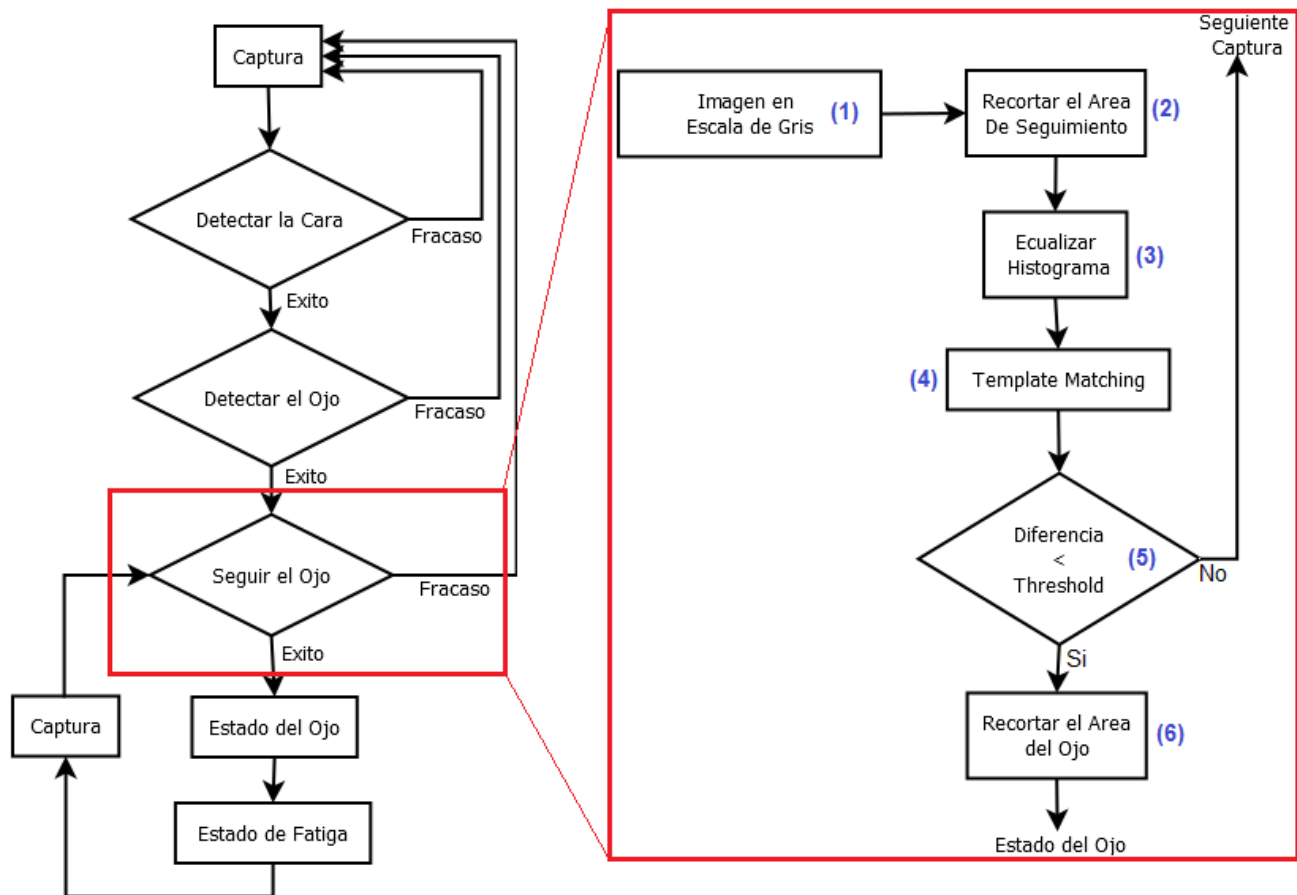 Captura
Detectar la Cara
Fracaso
Exito
Detectar el Ojo
Fracaso
Exito
Seguir el Ojo
Fracaso
Exito
Captura
Estado del Ojo
Estado de Fatiga
Seguiente
Captura
Imagen en
Escala de Gris
(1)
Recortar el Area
De Seguimiento
(2)
Ecualizar
Histograma
(3)
(4)
Template Matching
Diferencia
<
Threshold
(5)
No
Si
Recortar el Area
del Ojo
(6)
Estado del Ojo